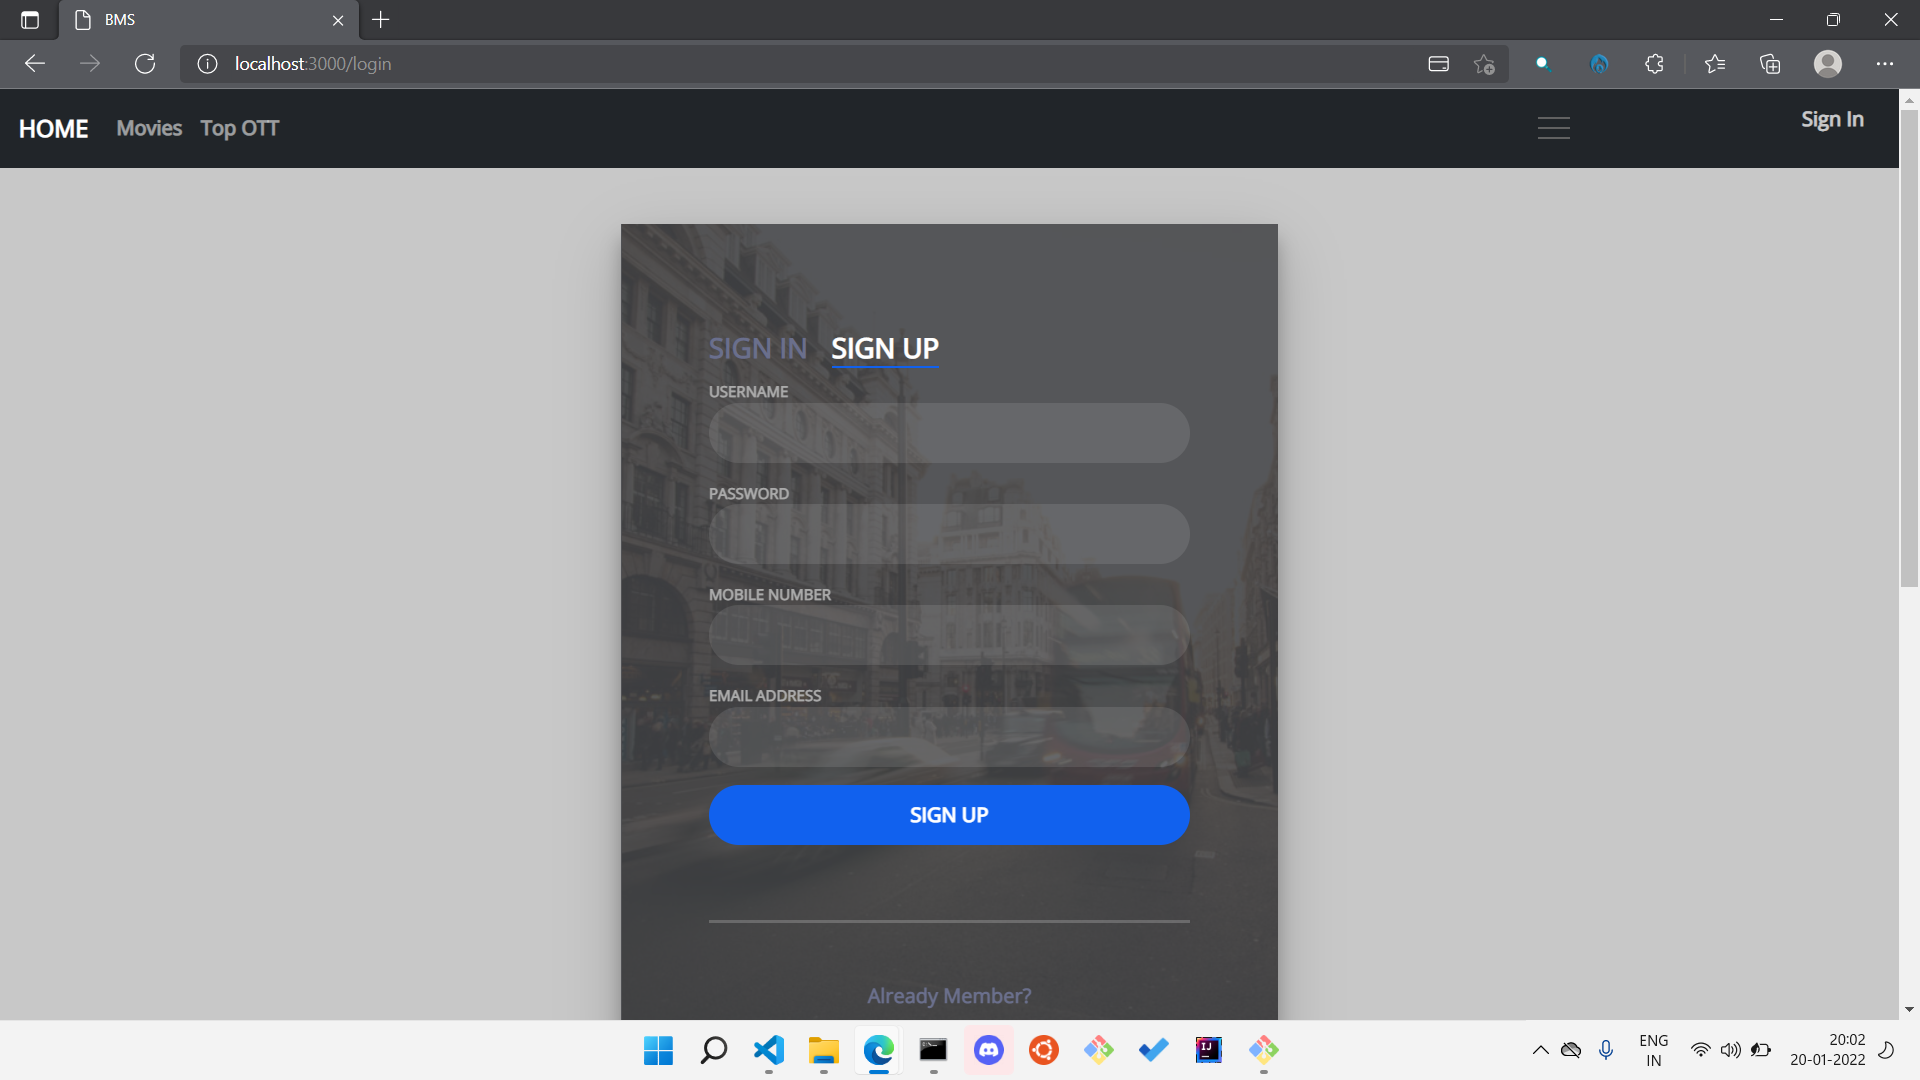 BMS
localhost:3000/login
HOME Movies Top OTT Sign In
SIGN IN SIGN UP
USERNAME
PASSWORD
MOBILE NUMBER
EMAIL ADDRESS
SIGN UP
Already Member?
ENG
IN
20:02
20-01-2022
IJ